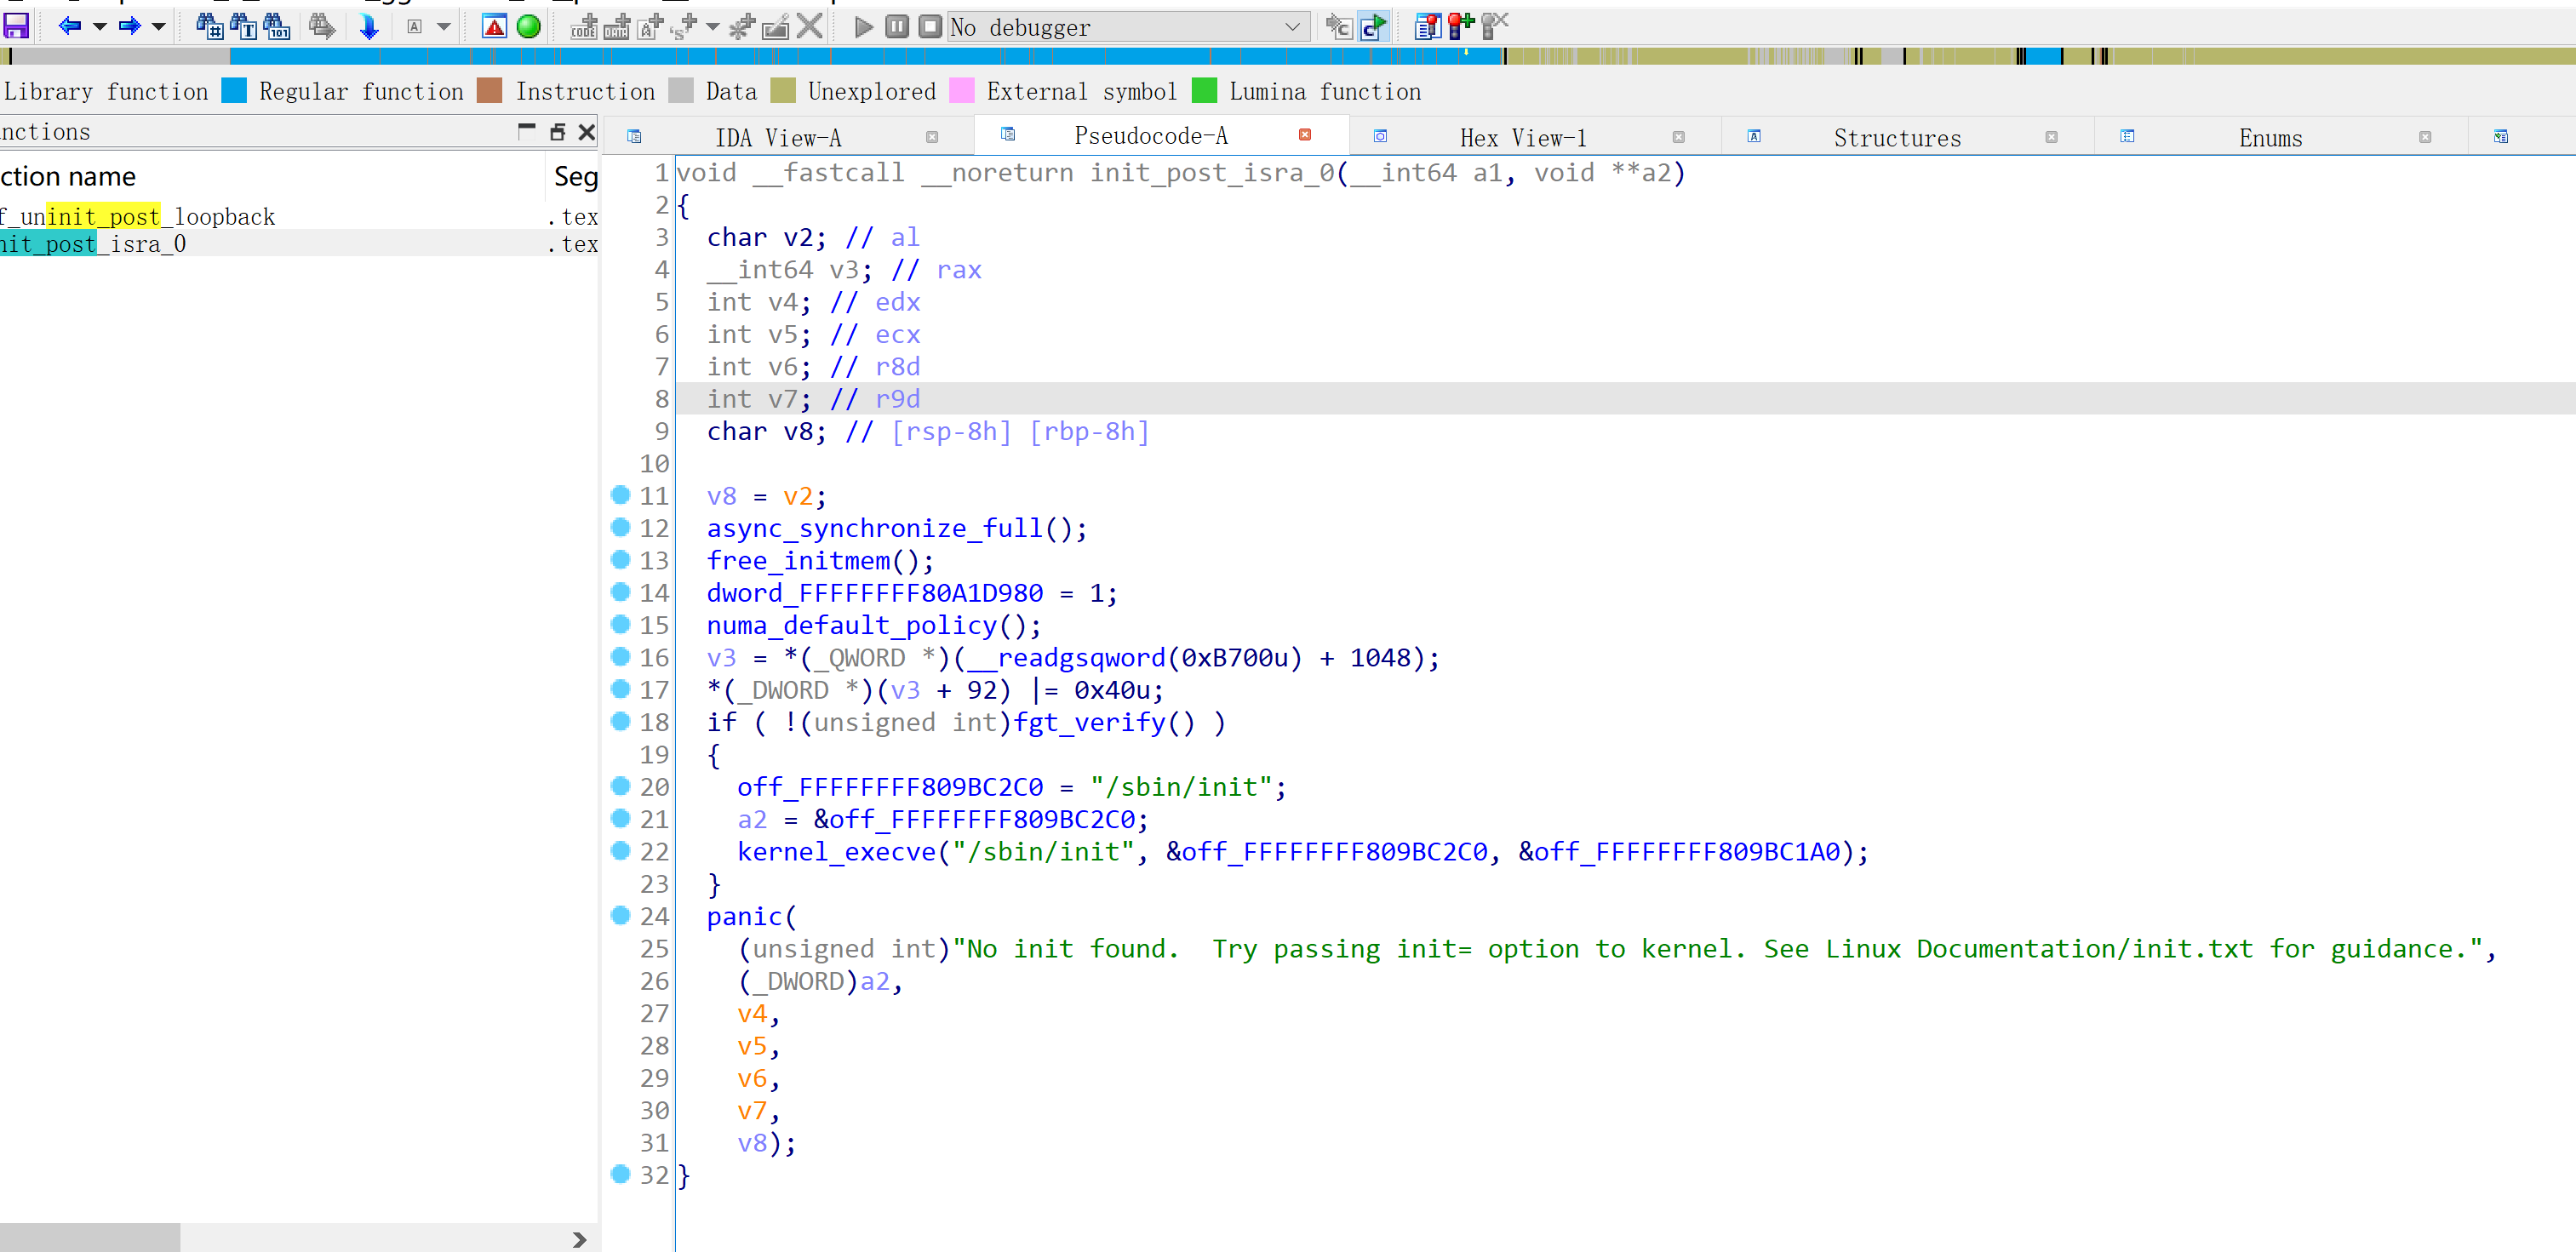 No debugger
Library function Regular function Instruction Data Unexplored External symbol Lumina function
nctions
IDA View-A Pseudocode-A Hex View-1 Structures Enums
ction name Seg
f_uninit_post_loopback .tex
nit_post_isra_0 .tex
1 void __fastcall __noreturn init_post_isra_0(__int64 a1, void **a2)
2 {
3 char v2; // al
4 __int64 v3; // rax
5 int v4; // edx
6 int v5; // ecx
7 int v6; // r8d
8 int v7; // r9d
9 char v8; // [rsp-8h] [rbp-8h]
10
11 v8 = v2;
12 async_synchronize_full();
13 free_initmem();
14 dword_FFFFFFFF80A1D980 = 1;
15 numa_default_policy();
16 v3 = *(_QWORD *)(__readgsqword(0xB700u) + 1048);
17 *(_DWORD *)(v3 + 92) |= 0x40u;
18 if ( !(unsigned int)fgt_verify() )
19 {
20 off_FFFFFFFF809BC2C0 = "/sbin/init";
21 a2 = &off_FFFFFFFF809BC2C0;
22 kernel_execve("/sbin/init", &off_FFFFFFFF809BC2C0, &off_FFFFFFFF809BC1A0);
23 }
24 panic(
25 (unsigned int)"No init found.  Try passing init= option to kernel. See Linux Documentation/init.txt for guidance.",
26 (_DWORD)a2,
27 v4,
28 v5,
29 v6,
30 v7,
31 v8);
32 }